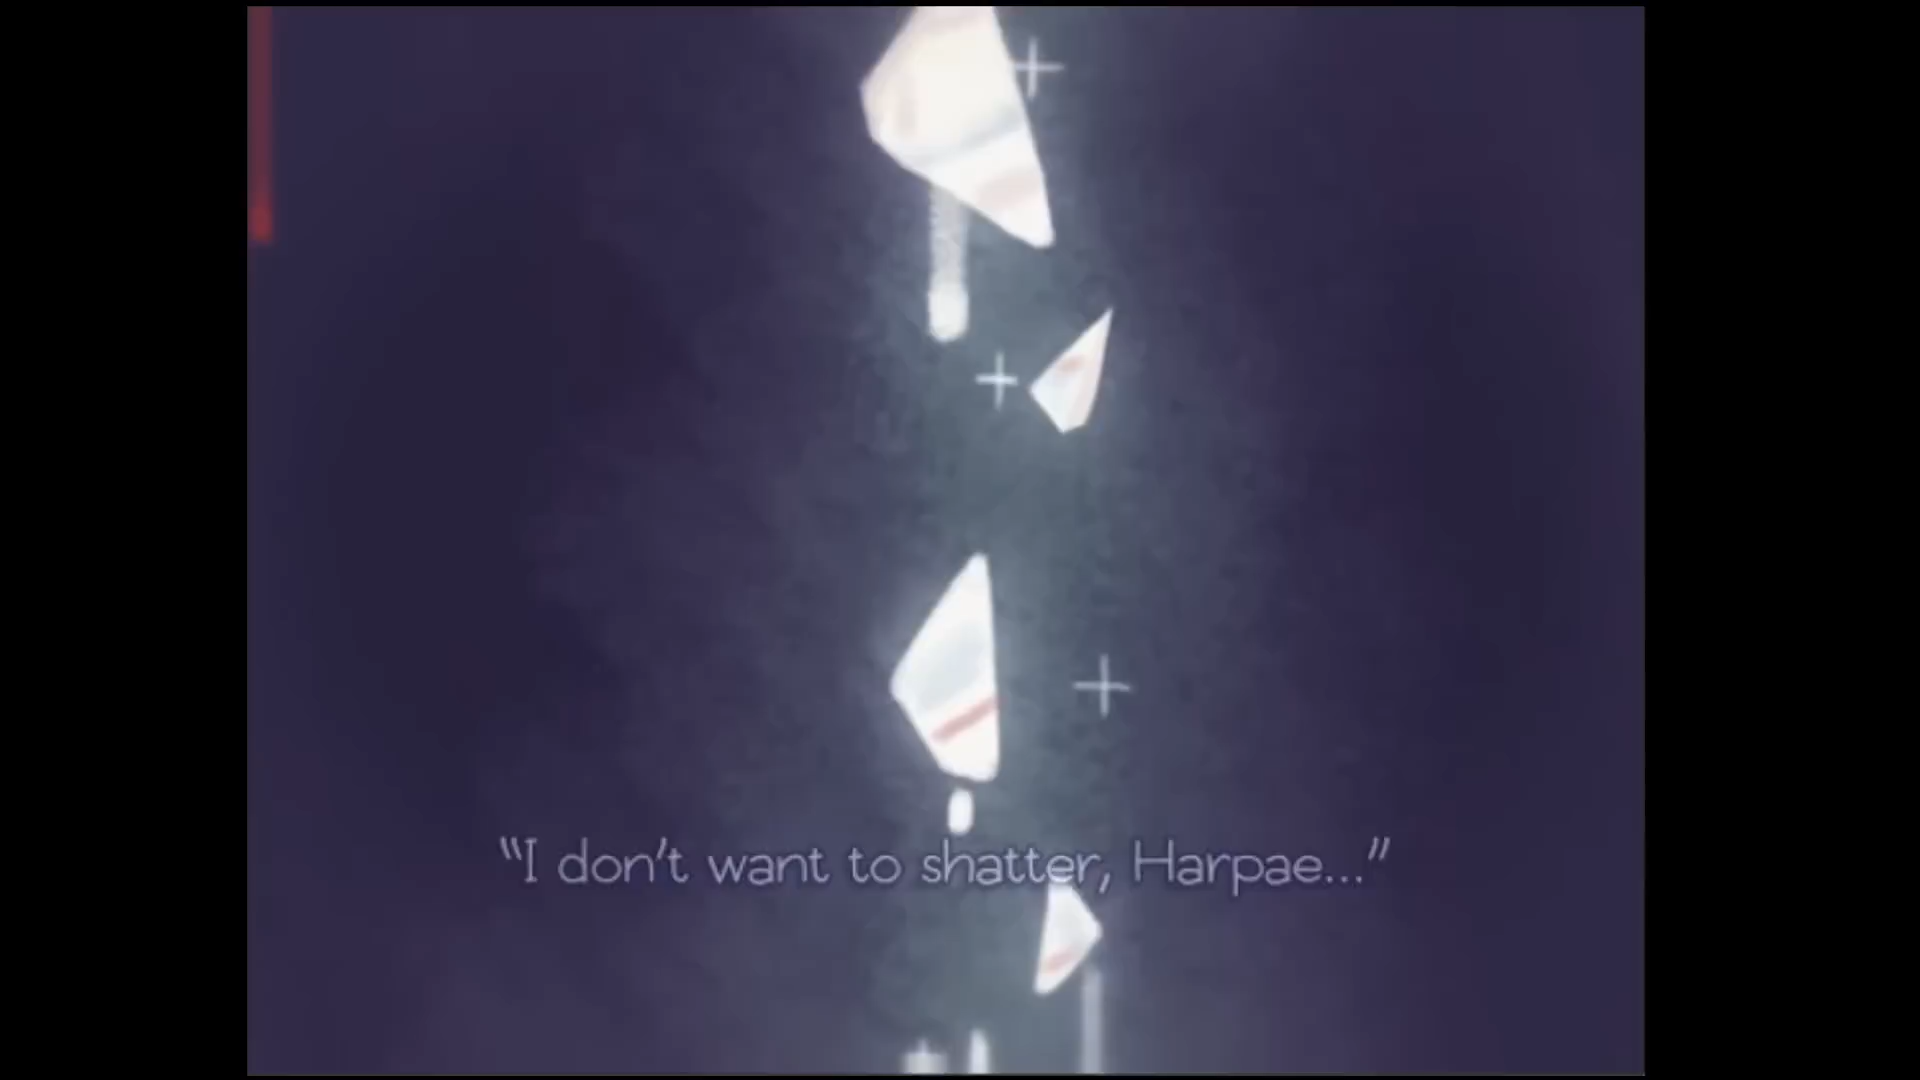 “I don’t want to shatter, Harpae...”